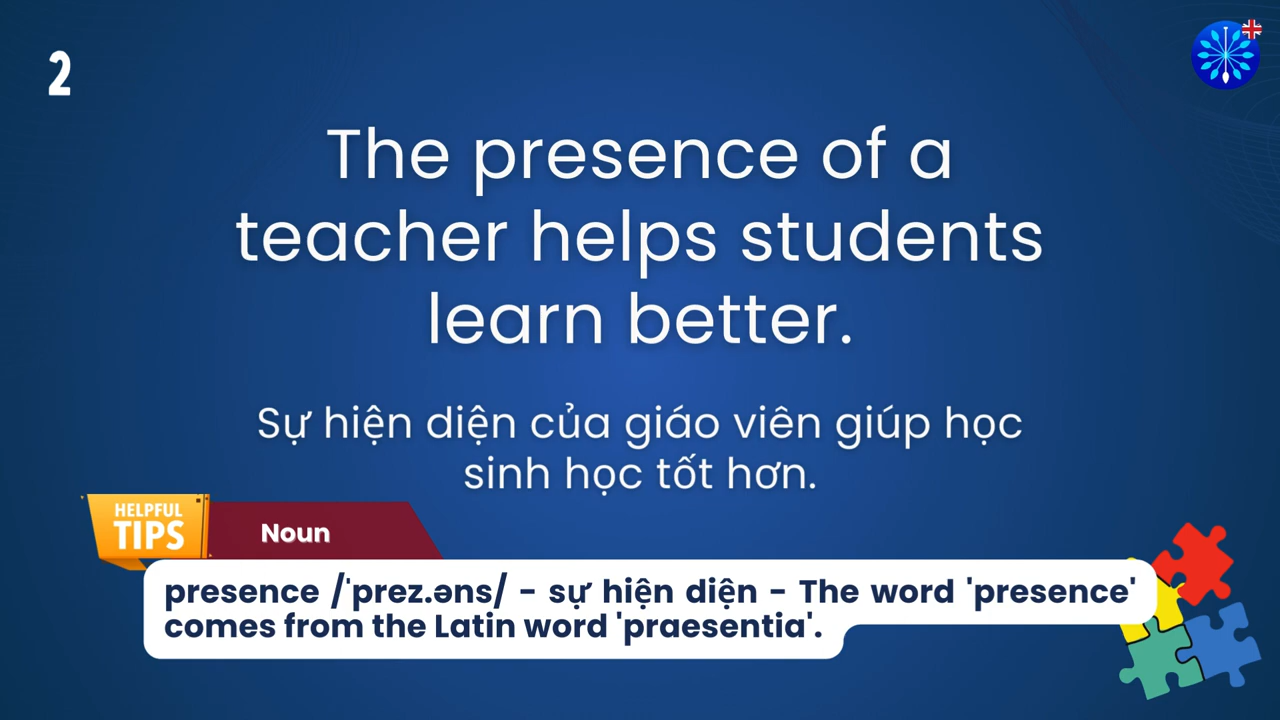 2
The presence of a
teacher helps students
learn better.
Sự hiện diện của giáo viên giúp học
sinh học tốt hơn.
HELPFUL
TIPS
Noun
presence /ˈprez.əns/ - sự hiện diện - The word 'presence'
comes from the Latin word 'praesentia'.